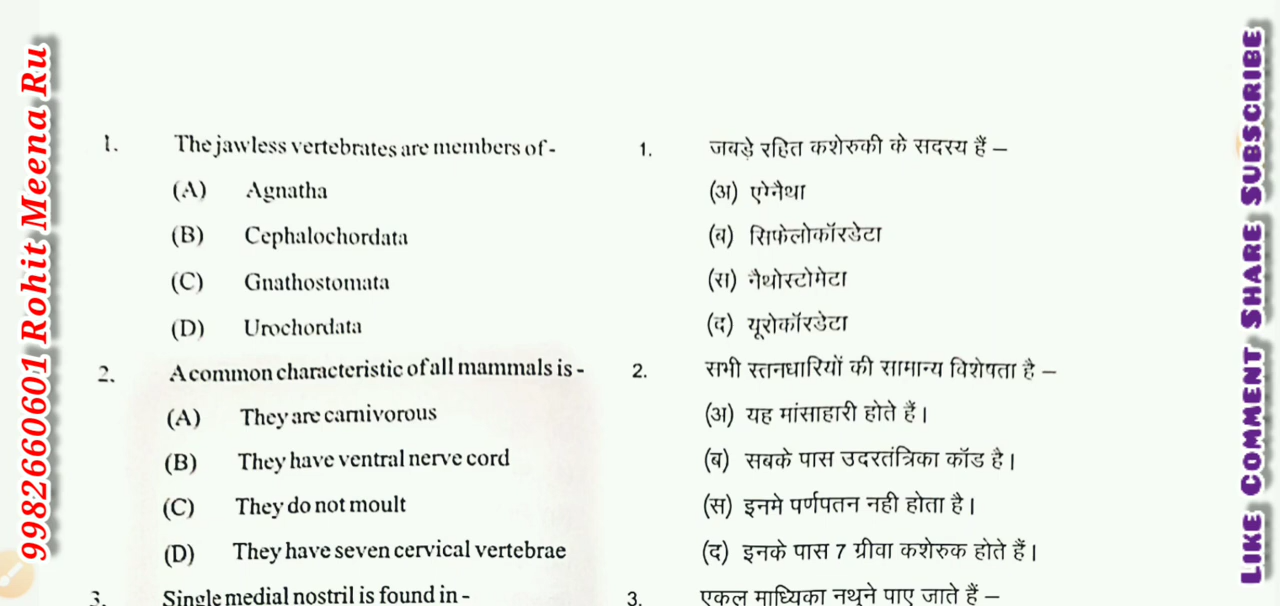 9982660601 Rohit Meena Ru
1. The jawless vertebrates are members of -
(A) Agnatha
(B) Cephalochordata
(C) Gnathostomata
(D) Urochordata
2. A common characteristic of all mammals is -
(A) They are carnivorous
(B) They have ventral nerve cord
(C) They do not moult
(D) They have seven cervical vertebrae
3. Single medial nostril is found in -
1. जबड़े रहित कशेरुकी के सदस्य हैं –
(अ) ऐग्नैथा
(ब) सिफेलोकॉरडेटा
(स) नैथोस्टोमेटा
(द) यूरोकॉरडेटा
2. सभी स्तनधारियों की सामान्य विशेषता है –
(अ) यह मांसाहारी होते हैं।
(ब) सबके पास उदरतंत्रिका कॉड है।
(स) इनमे पर्णपतन नही होता है।
(द) इनके पास 7 ग्रीवा कशेरुक होते हैं।
3. एकल माध्यिका नथुने पाए जाते हैं –
LIKE COMMENT SHARE SUBSCRIBE